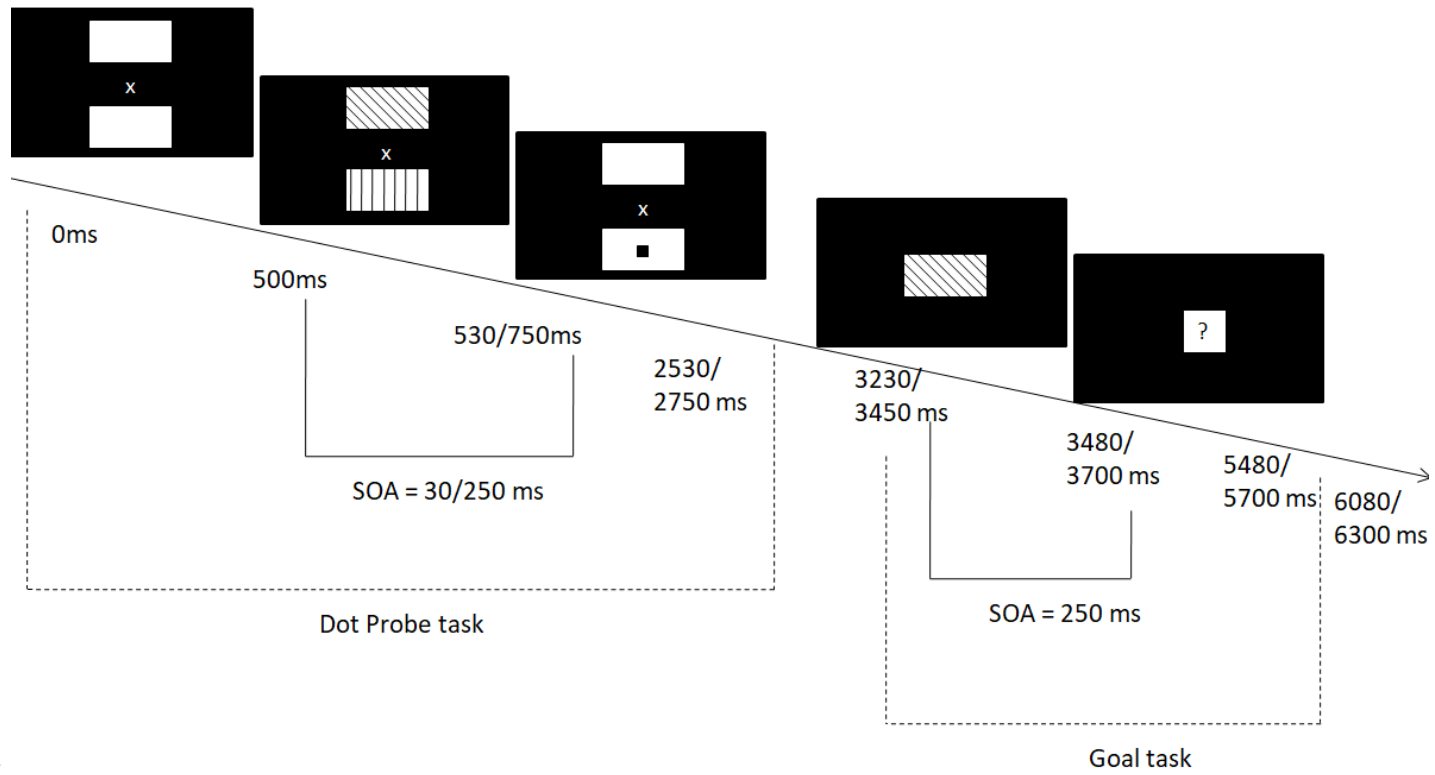 x
x
x
?
0ms
500ms
530/750ms
2530/
2750 ms
3230/
3450 ms
3480/
3700 ms
5480/
5700 ms
6080/
6300 ms
SOA = 30/250 ms
SOA = 250 ms
Dot Probe task
Goal task